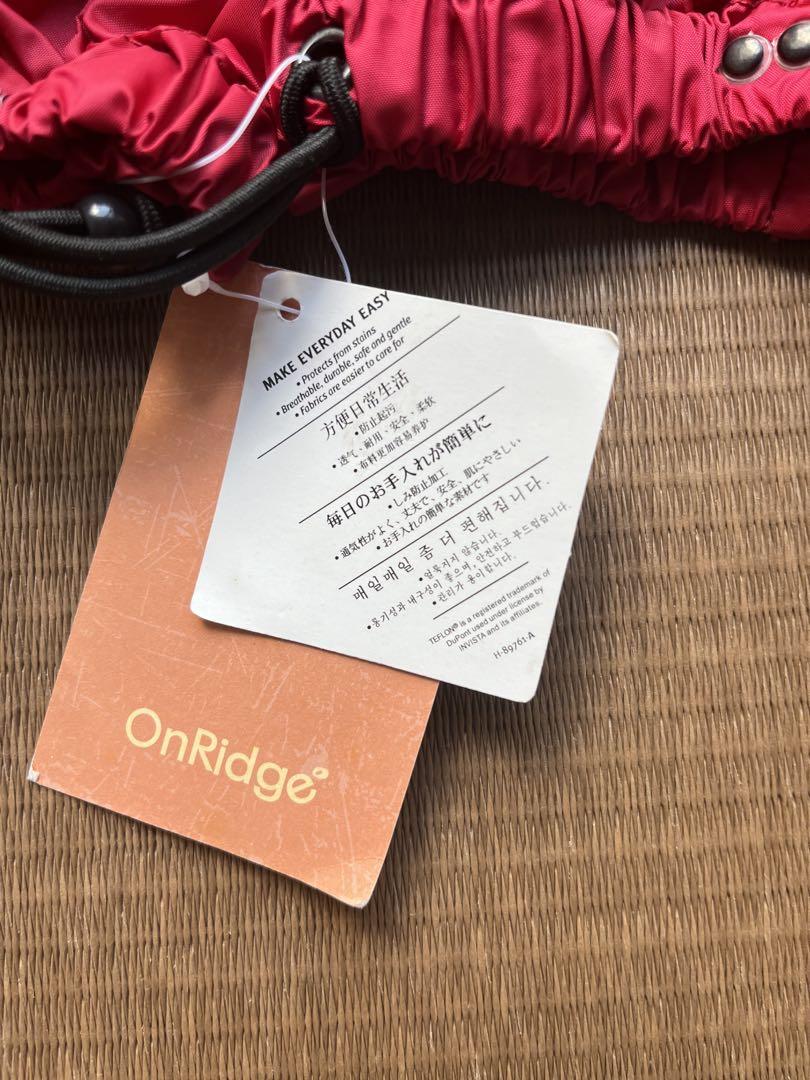 MAKE EVERYDAY EASY
• Protects from stains
• Breathable, durable, safe and gentle
• Fabrics are easier to care for
方便日常生活
• 防止起污
• 透气、耐用、安全、柔软
• 布料更加容易养护
毎日のお手入れが簡単に
• しみ防止加工
• 通気性がよく、丈夫で、安全、肌にやさしい
• お手入れの簡単な素材です
매일매일 좀 더 편해집니다.
• 얼룩지지 않습니다.
• 통기성과 내구성이 좋으며, 안전하고 부드럽습니다.
• 관리가 용이합니다.
TEFLON® is a registered trademark of
DuPont used under license by
INVISTA and its affiliates.
H-89761-A
OnRidge